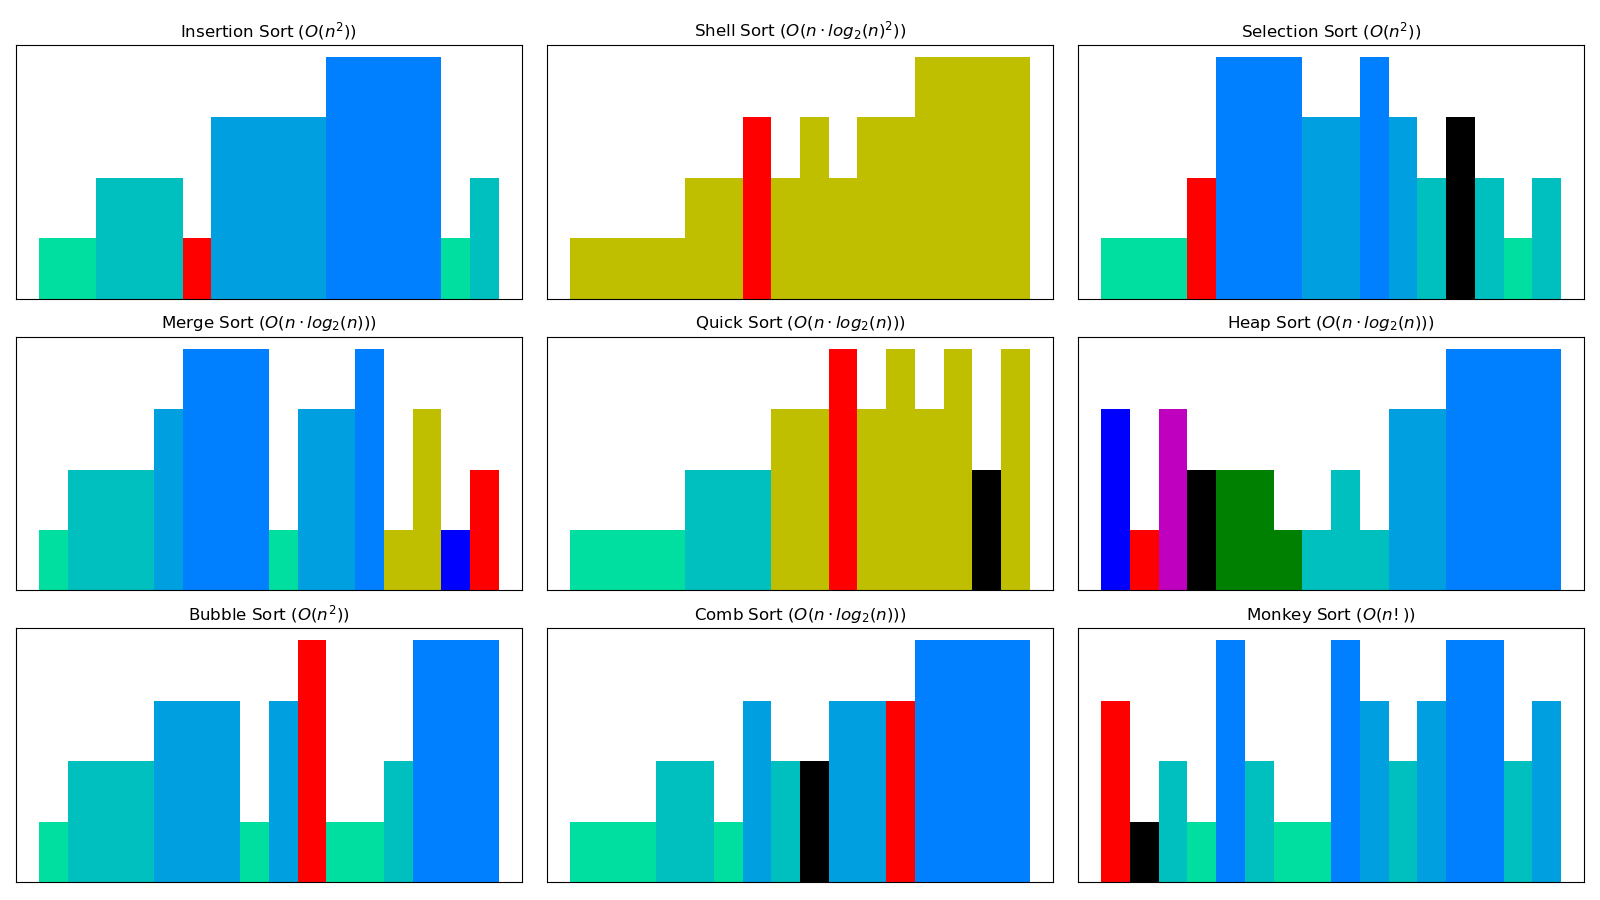 Insertion Sort (O(n²))
Shell Sort (O(n · log₂(n)²))
Selection Sort (O(n²))
Merge Sort (O(n · log₂(n)))
Quick Sort (O(n · log₂(n)))
Heap Sort (O(n · log₂(n)))
Bubble Sort (O(n²))
Comb Sort (O(n · log₂(n)))
Monkey Sort (O(n!))